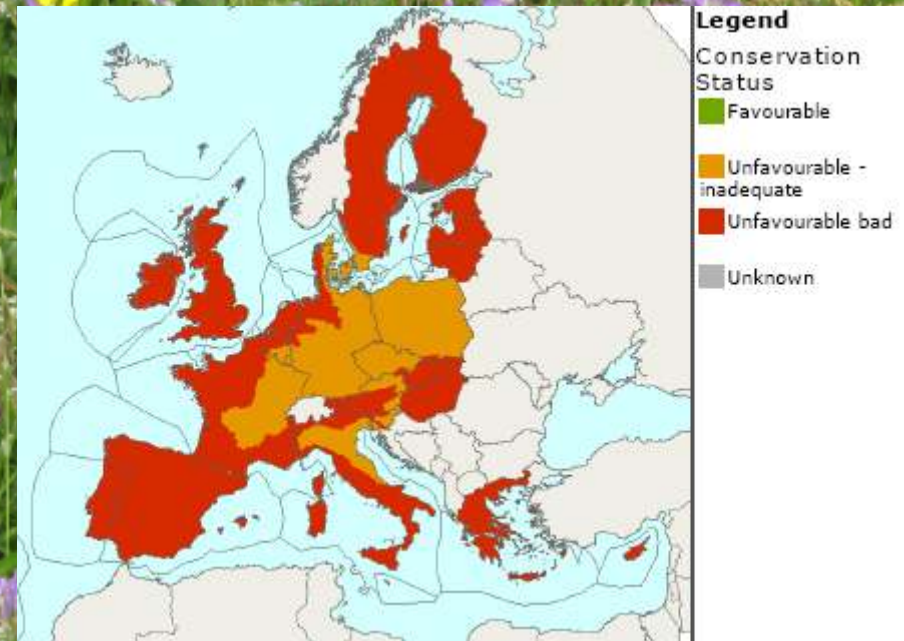 Legend
Conservation
Status
Favourable
Unfavourable -
inadequate
Unfavourable bad
Unknown